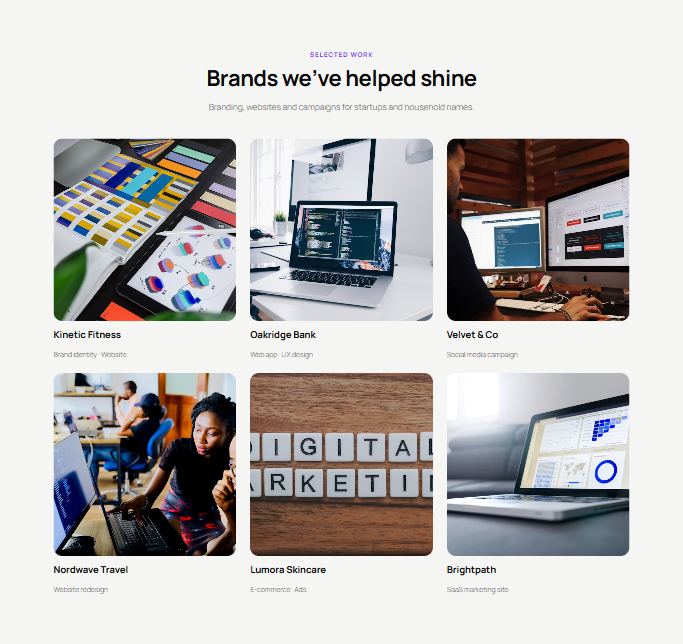 SELECTED WORK
Brands we’ve helped shine
Branding, websites and campaigns for startups and household names.
Kinetic Fitness
Brand identity · Website
Oakridge Bank
Web app · UX design
Velvet & Co
Social media campaign
DIGITAL
ARKETI
Nordwave Travel
Website redesign
Lumora Skincare
E-commerce · Ads
Brightpath
SaaS marketing site